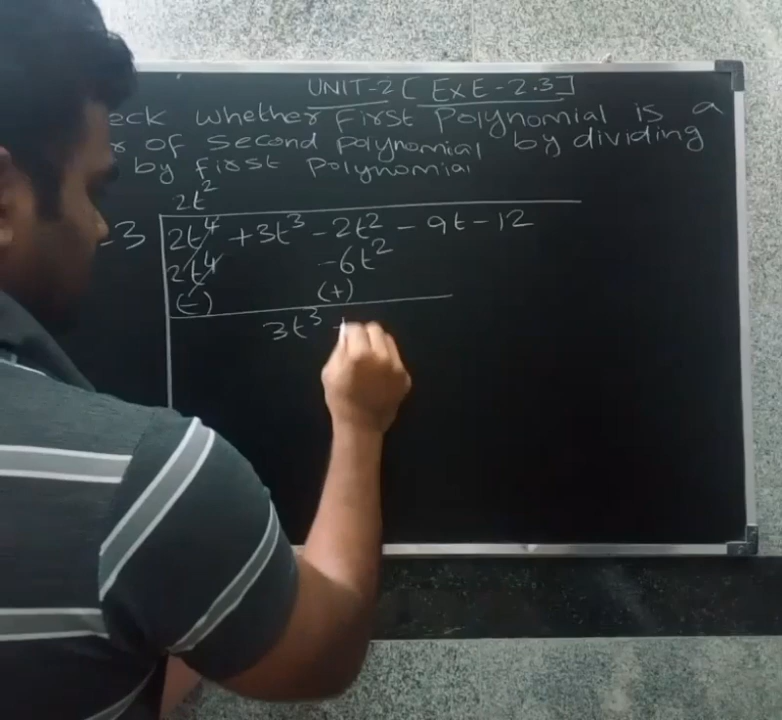 UNIT-2 [ EXE-2.3]
eck whether First Polynomial is a
r of second polynomial by dividing
by first Polynomial
2t²
-3 2t⁴ +3t³ -2t² -9t -12
2t⁴ -6t²
(-) (+)
3t³ +